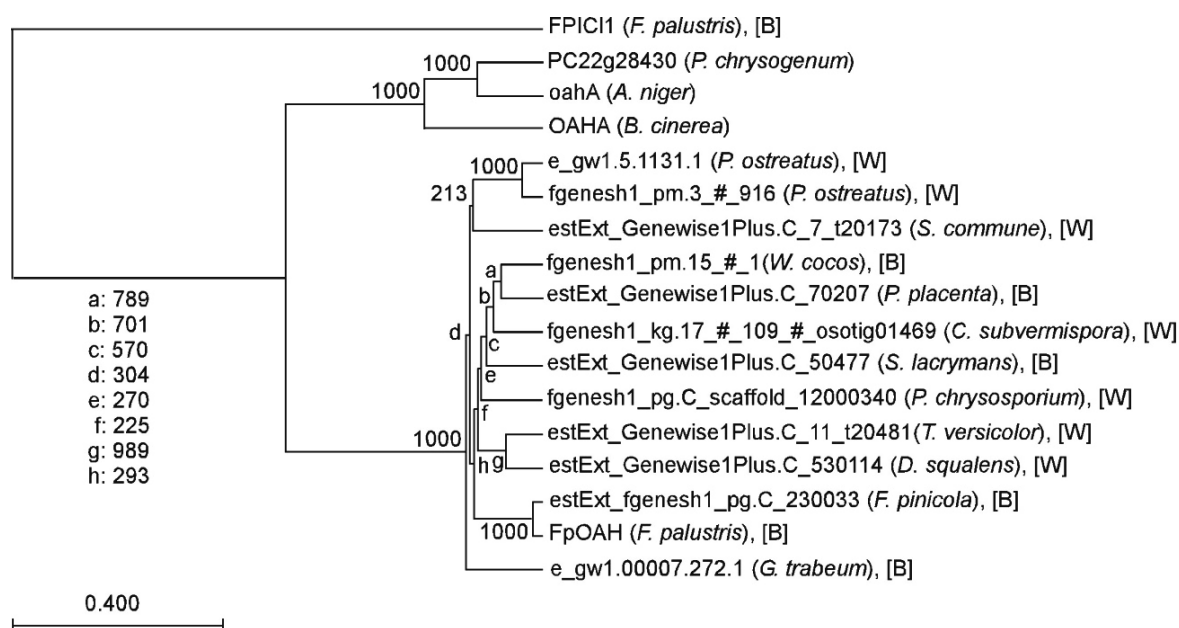 FPICl1 (F. palustris), [B]
1000 PC22g28430 (P. chrysogenum)
1000 oahA (A. niger)
OAHA (B. cinerea)
1000 e_gw1.5.1131.1 (P. ostreatus), [W]
213 fgenesh1_pm.3_#_916 (P. ostreatus), [W]
estExt_Genewise1Plus.C_7_t20173 (S. commune), [W]
a fgenesh1_pm.15_#_1(W. cocos), [B]
b estExt_Genewise1Plus.C_70207 (P. placenta), [B]
d c fgenesh1_kg.17_#_109_#_osotig01469 (C. subvermispora), [W]
e estExt_Genewise1Plus.C_50477 (S. lacrymans), [B]
f fgenesh1_pg.C_scaffold_12000340 (P. chrysosporium), [W]
1000 estExt_Genewise1Plus.C_11_t20481(T. versicolor), [W]
h g estExt_Genewise1Plus.C_530114 (D. squalens), [W]
estExt_fgenesh1_pg.C_230033 (F. pinicola), [B]
1000 FpOAH (F. palustris), [B]
e_gw1.00007.272.1 (G. trabeum), [B]
a: 789
b: 701
c: 570
d: 304
e: 270
f: 225
g: 989
h: 293
0.400